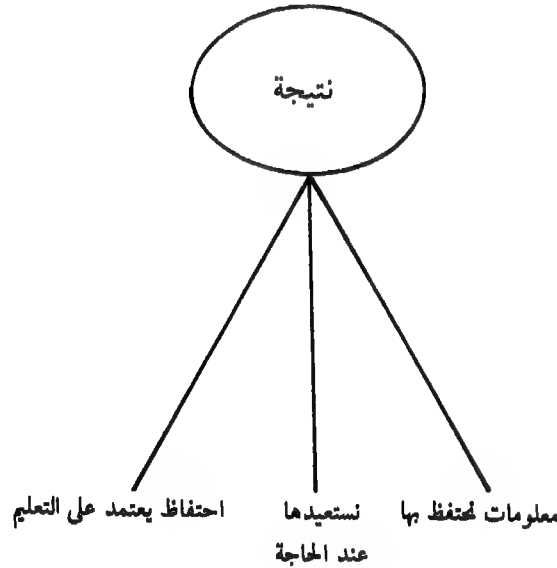 نتيجة
معلومات نحتفظ بها
نستعيدها
عند الحاجة
احتفاظ يعتمد على التعليم